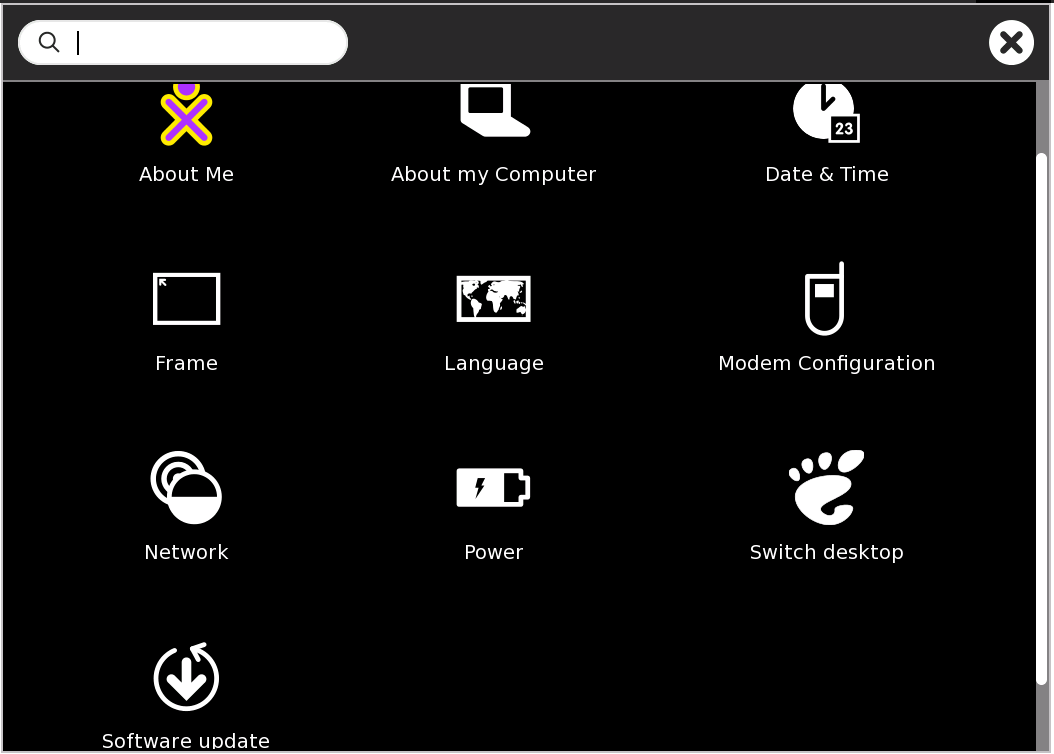 23
About Me
About my Computer
Date & Time
Frame
Language
Modem Configuration
Network
Power
Switch desktop
Software update